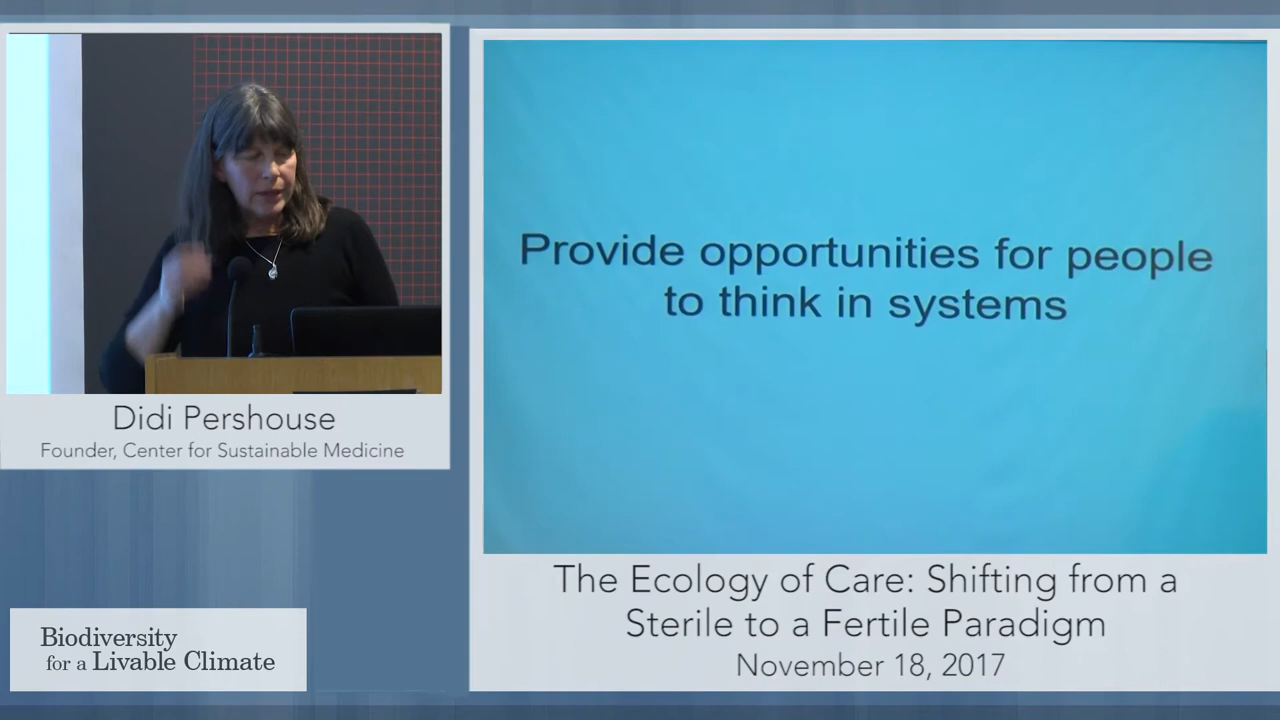 Didi Pershouse
Founder, Center for Sustainable Medicine
Biodiversity
for a Livable Climate
Provide opportunities for people
to think in systems
The Ecology of Care: Shifting from a
Sterile to a Fertile Paradigm
November 18, 2017